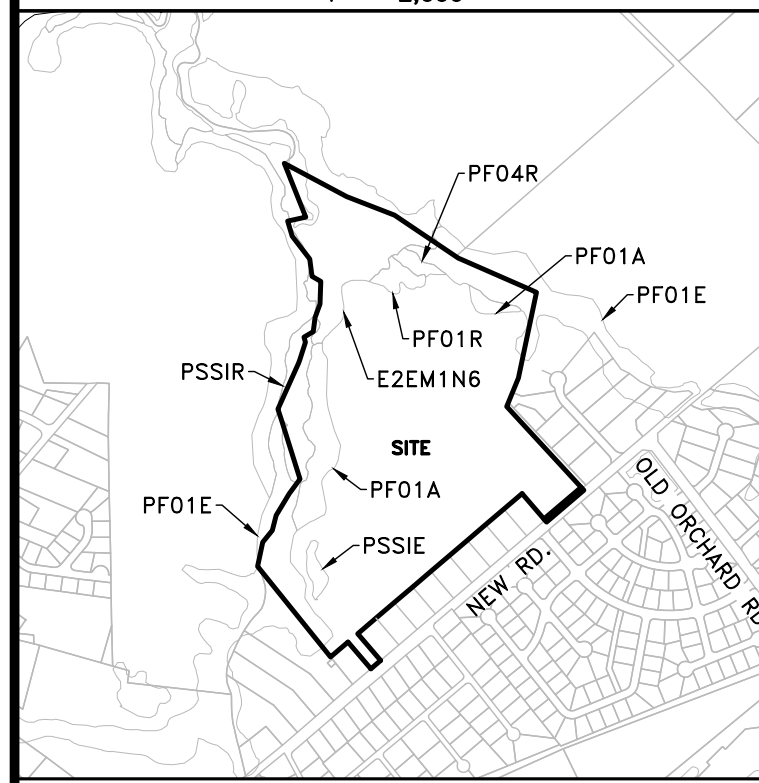 PF04R
PF01A
PF01E
PF01R
PSSIR
E2EM1N6
SITE
PF01A
PF01E
PSSIE
OLD ORCHARD RD
NEW RD.